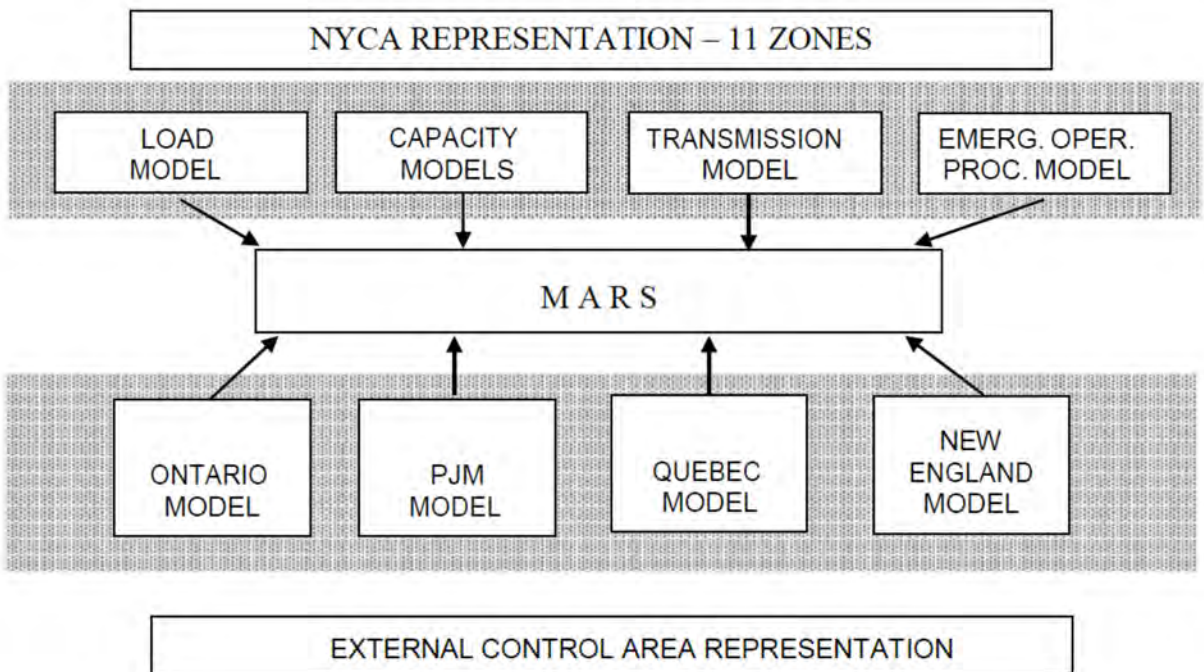 NYCA REPRESENTATION – 11 ZONES
LOAD
MODEL
CAPACITY
MODELS
TRANSMISSION
MODEL
EMERG. OPER.
PROC. MODEL
M A R S
ONTARIO
MODEL
PJM
MODEL
QUEBEC
MODEL
NEW
ENGLAND
MODEL
EXTERNAL CONTROL AREA REPRESENTATION